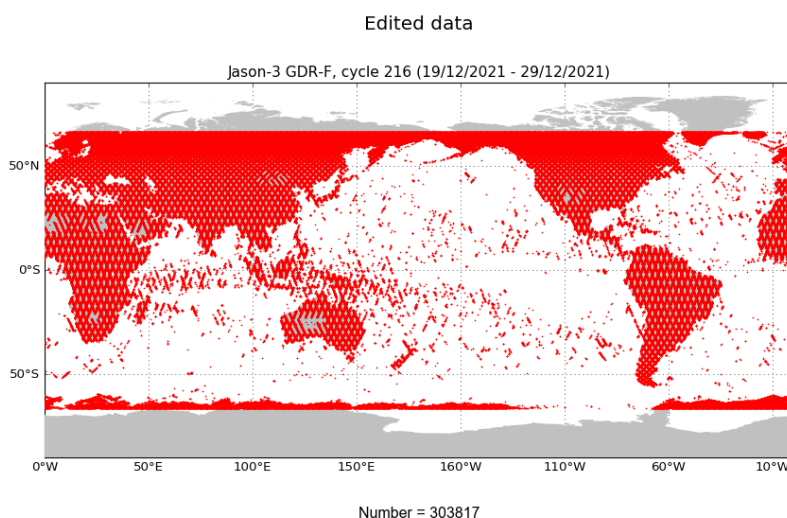 Edited data
Jason-3 GDR-F, cycle 216 (19/12/2021 - 29/12/2021)
50°N
0°S
50°S
0°W 50°E 100°E 150°E 160°W 110°W 60°W 10°W
Number = 303817